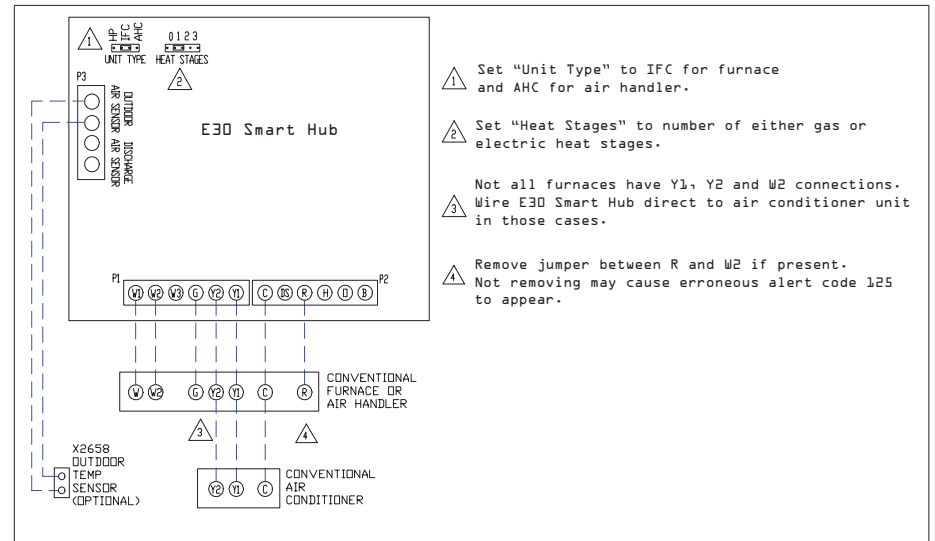 1
HP
IFC
AHC
0 1 2 3
UNIT TYPE
HEAT STAGES
2
P3
OUTDOOR
AIR SENSOR
DISCHARGE
AIR SENSOR
E30 Smart Hub
P1
W1 W2 W3 G Y2 Y1
C DS R H O B
P2
W W2 G Y2 Y1 C R
CONVENTIONAL
FURNACE OR
AIR HANDLER
3
4
X2658
OUTDOOR
TEMP
SENSOR
(OPTIONAL)
Y2 Y1 C
CONVENTIONAL
AIR
CONDITIONER
1 Set “Unit Type” to IFC for furnace
and AHC for air handler.
2 Set “Heat Stages” to number of either gas or
electric heat stages.
3 Not all furnaces have Y1, Y2 and W2 connections.
Wire E30 Smart Hub direct to air conditioner unit
in those cases.
4 Remove jumper between R and W2 if present.
Not removing may cause erroneous alert code 125
to appear.